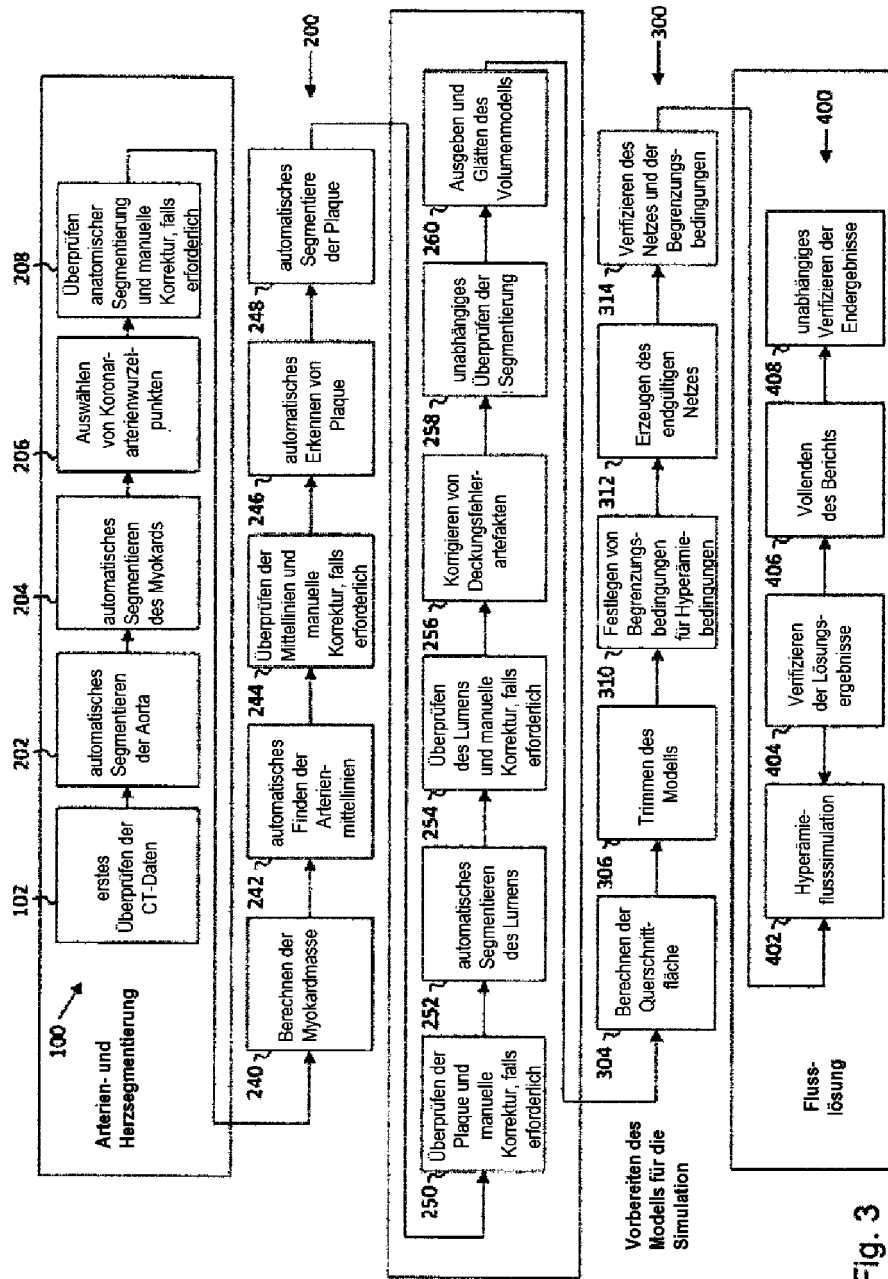 100
Arterien- und
Herzsegmentierung
102
erstes
Überprüfen der
CT-Daten
202
automatisches
Segmentieren
der Aorta
204
automatisches
Segmentieren
des Myokards
206
Auswählen
von Koronar-
arterienwurzel-
punkten
208
Überprüfen
anatomischer
Segmentierung
und manuelle
Korrektur, falls
erforderlich
200
240
Berechnen der
Myokardmasse
242
automatisches
Finden der
Arterien-
mittellinien
244
Überprüfen der
Mittellinien und
manuelle
Korrektur, falls
erforderlich
246
automatisches
Erkennen von
Plaque
248
automatisches
Segmentiere
der Plaque
250
Überprüfen der
Plaque und
manuelle
Korrektur, falls
erforderlich
252
automatisches
Segmentieren
des Lumens
254
Überprüfen
des Lumens
und manuelle
Korrektur, falls
erforderlich
256
Korrigieren von
Deckungsfehler-
artefakten
258
unabhängiges
Überprüfen der
Segmentierung
260
Ausgeben und
Glätten des
Volumenmodells
300
Vorbereiten des
Modells für die
Simulation
304
Berechnen der
Querschnitt-
fläche
306
Trimmen des
Modells
310
Festlegen von
Begrenzungs-
bedingungen
für Hyperämie-
bedingungen
312
Erzeugen des
endgültigen
Netzes
314
Verifizieren des
Netzes und der
Begrenzungs-
bedingungen
400
Fluss-
lösung
402
Hyperämie-
flusssimulation
404
Verifizieren
der Lösungs-
ergebnisse
406
Vollenden
des Berichts
408
unabhängiges
Verifizieren der
Endergebnisse
Fig. 3